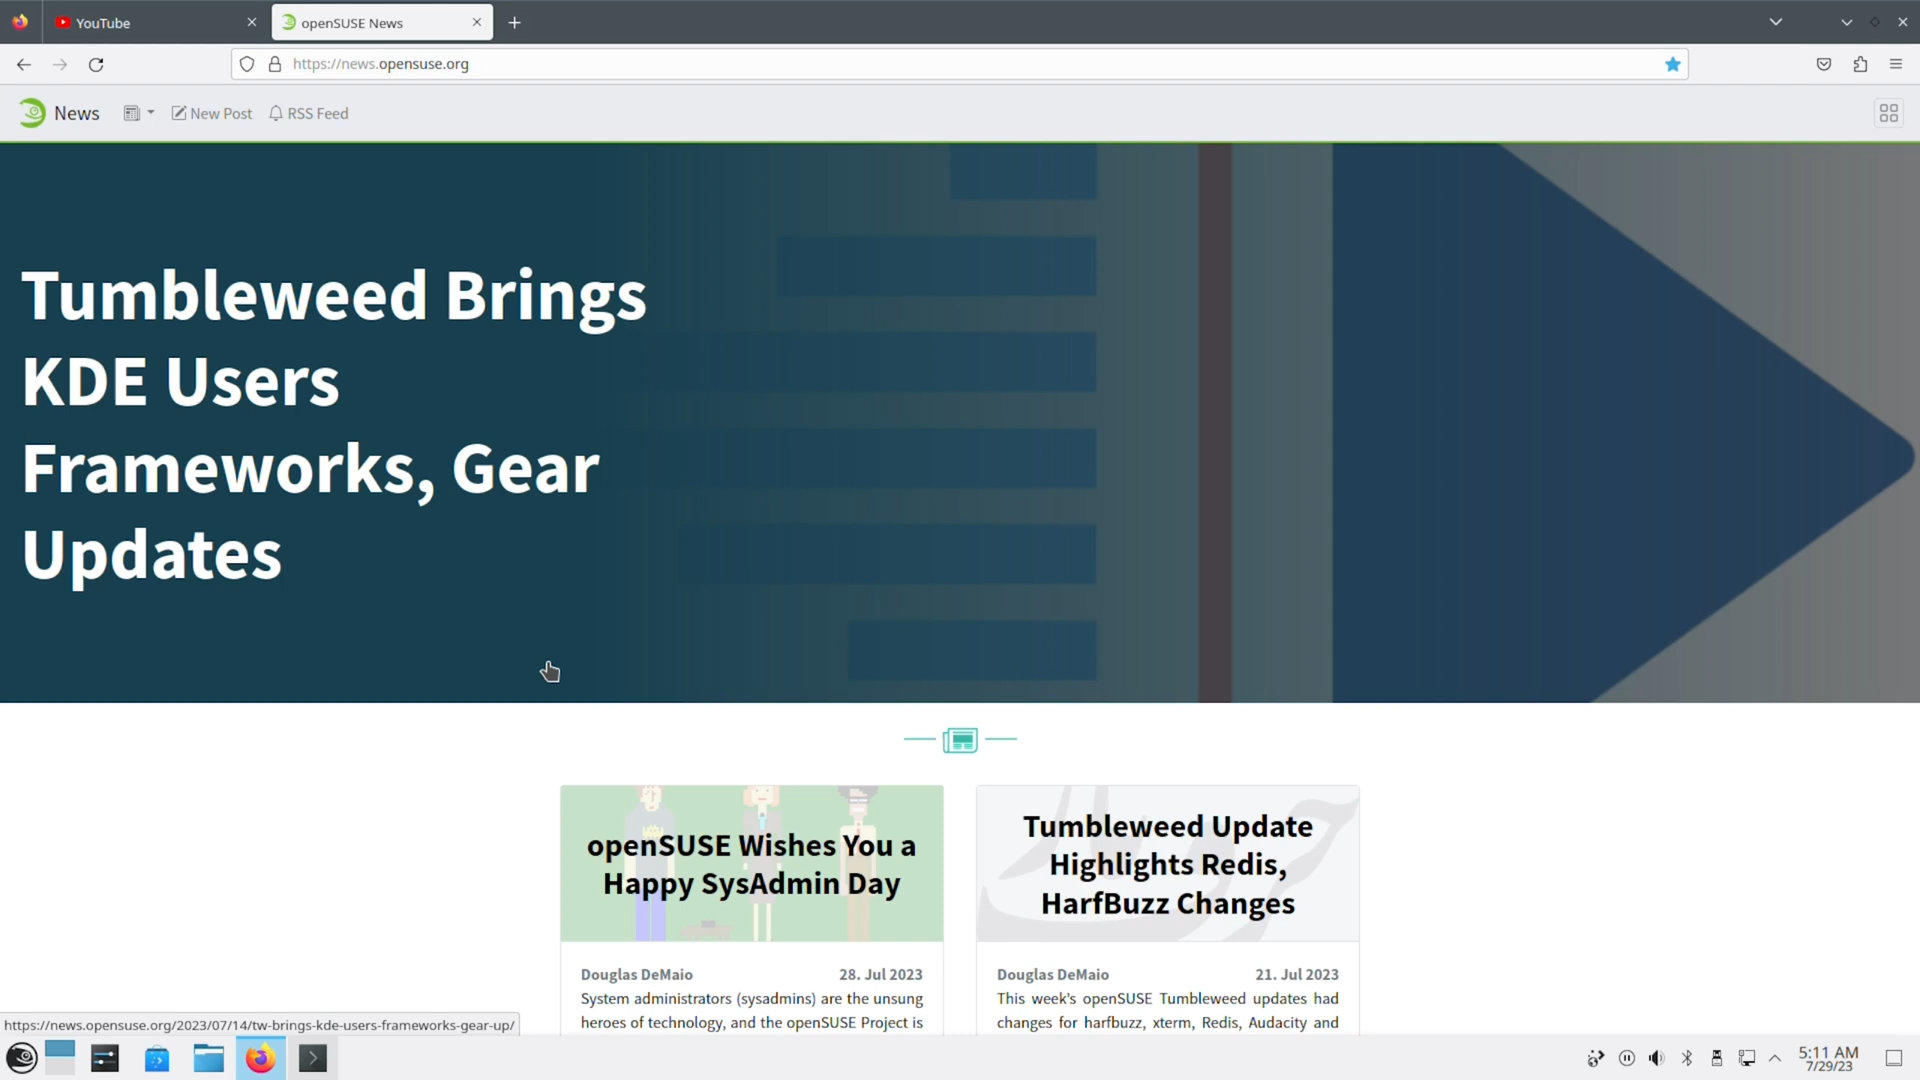 YouTube
openSUSE News
https://news.opensuse.org
News
New Post
RSS Feed
Tumbleweed Brings
KDE Users
Frameworks, Gear
Updates
openSUSE Wishes You a
Happy SysAdmin Day
Douglas DeMaio 28. Jul 2023
System administrators (sysadmins) are the unsung
heroes of technology, and the openSUSE Project is
Tumbleweed Update
Highlights Redis,
HarfBuzz Changes
Douglas DeMaio 21. Jul 2023
This week's openSUSE Tumbleweed updates had
changes for harfbuzz, xterm, Redis, Audacity and
https://news.opensuse.org/2023/07/14/tw-brings-kde-users-frameworks-gear-up/
5:11 AM
7/29/23